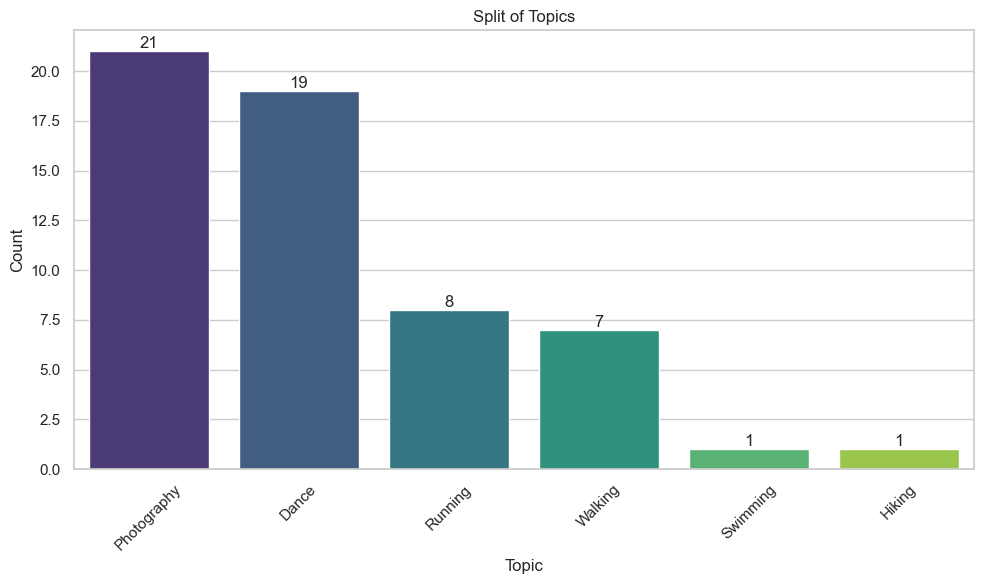 Split of Topics
21
19
8
7
1
1
20.0
17.5
15.0
12.5
10.0
7.5
5.0
2.5
0.0
Count
Photography
Dance
Running
Walking
Swimming
Hiking
Topic